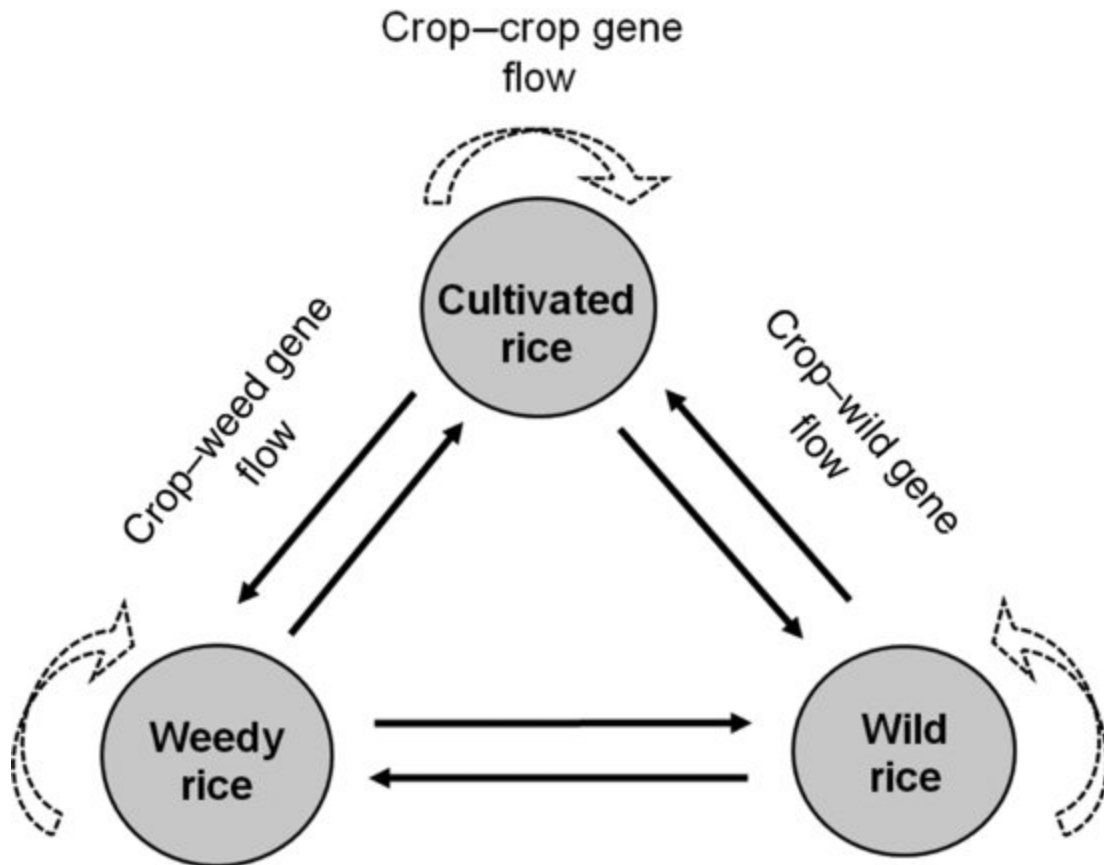 Crop–crop gene
flow
Cultivated
rice
Crop–weed gene
flow
Crop–wild gene
flow
Weedy
rice
Wild
rice